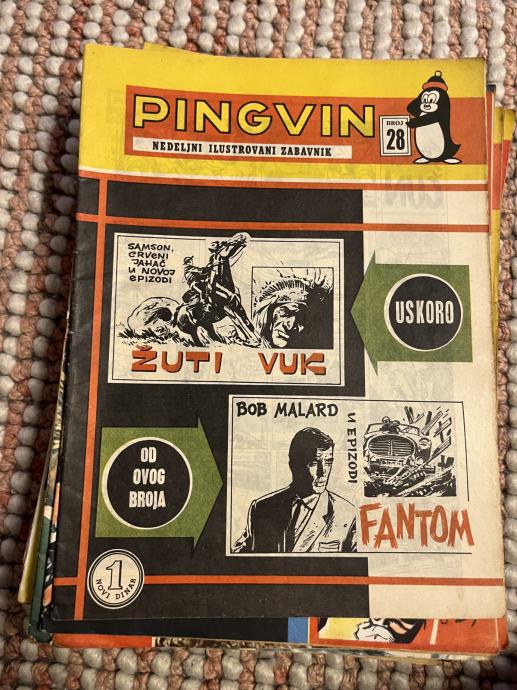 PINGVIN
BROJ
28
NEDELJNI ILUSTROVANI ZABAVNIK
SAMSON,
CRVENI
JAHAČ
U NOVOJ
EPIZODI
ŽUTI VUK
USKORO
OD
OVOG
BROJA
BOB MALARD
U EPIZODI
FANTOM
1
NOVI DINAR